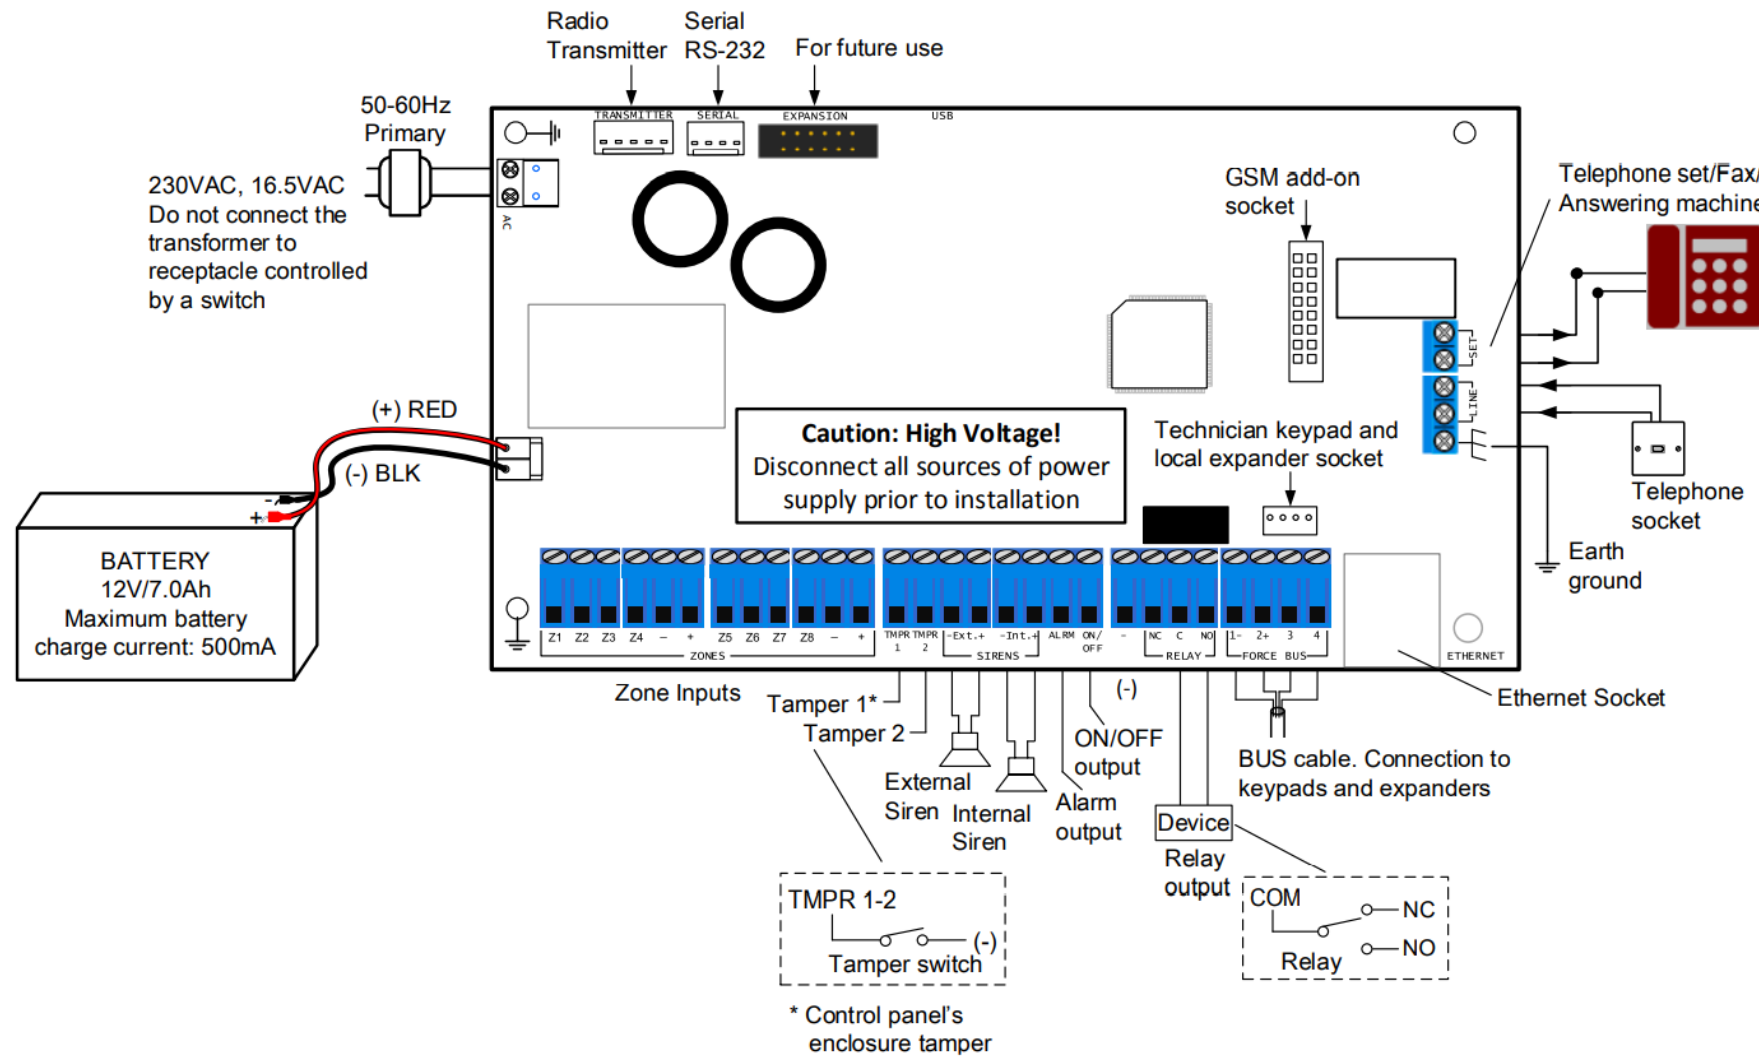 Radio
Transmitter
Serial
RS-232
For future use
50-60Hz
Primary
230VAC, 16.5VAC
Do not connect the
transformer to
receptacle controlled
by a switch
TRANSMITTER
SERIAL
EXPANSION
USB
AC
GSM add-on
socket
Telephone set/Fax/
Answering machine
SET
LINE
(+) RED
(-) BLK
-
+
BATTERY
12V/7.0Ah
Maximum battery
charge current: 500mA
Caution: High Voltage!
Disconnect all sources of power
supply prior to installation
Technician keypad and
local expander socket
Telephone
socket
Earth
ground
Z1 Z2 Z3 Z4 – + Z5 Z6 Z7 Z8 – +
ZONES
TMPR 1
TMPR 2
-Ext.+ -Int.+
SIRENS
ALRM
ON/
OFF
- NC C NO
RELAY
1- 2+ 3 4
FORCE BUS
ETHERNET
Zone Inputs
Tamper 1*
Tamper 2
External
Siren
Internal
Siren
Alarm
output
ON/OFF
output
(-)
Device
Relay
output
BUS cable. Connection to
keypads and expanders
Ethernet Socket
TMPR 1-2
(-)
Tamper switch
* Control panel's
enclosure tamper
COM
NC
NO
Relay